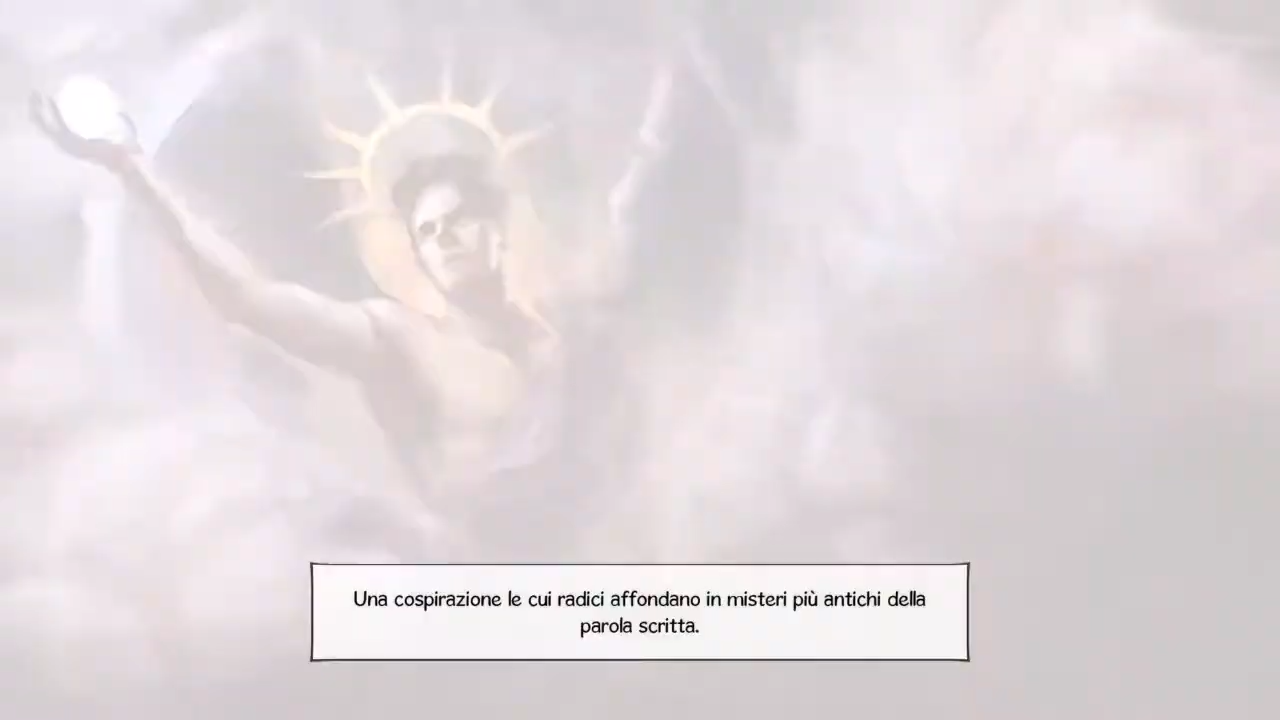 Una cospirazione le cui radici affondano in misteri più antichi della
parola scritta.